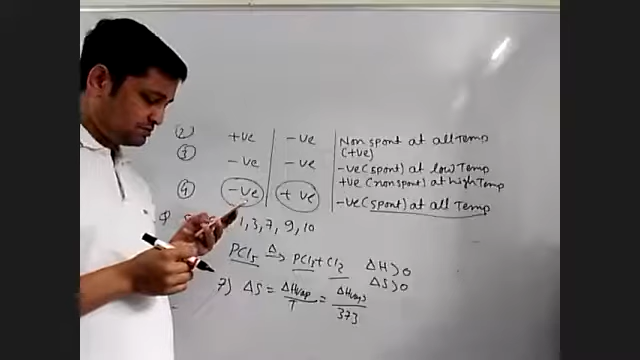 (2) +ve -ve Non spont at all Temp
(+ve)
(3) -ve -ve -ve (spont) at low Temp
+ve (non spont) at high Temp
(4) -ve +ve -ve (spont) at all Temp
Q 1, 3, 7, 9, 10
PCl5 Δ→ PCl3 + Cl2 ΔH>0
ΔS>0
7) ΔS = ΔHvap / T = ΔHvap / 373